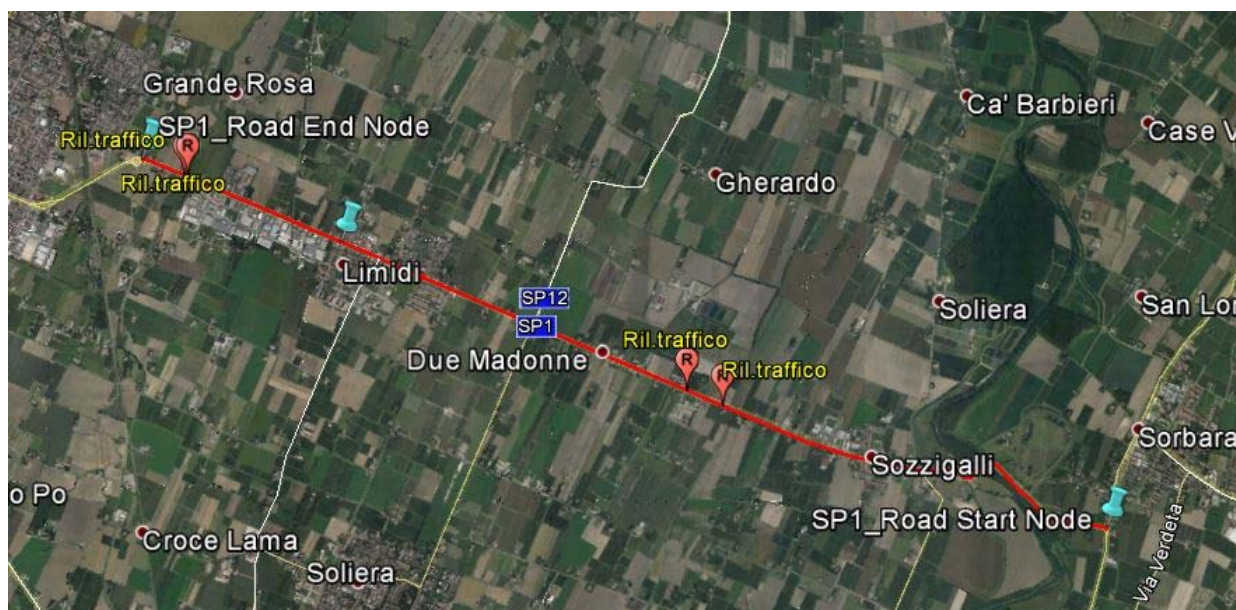 Grande Rosa
Ril.traffico
SP1_Road End Node
R
Ril.traffico
Ca' Barbieri
Case V
Gherardo
Limidi
SP12
SP1
Soliera
San Lor
Due Madonne
Ril.traffico
R
Ril.traffico
Sorbara
Sozzigalli
o Po
SP1_Road Start Node
Croce Lama
Soliera
Via Verdeta